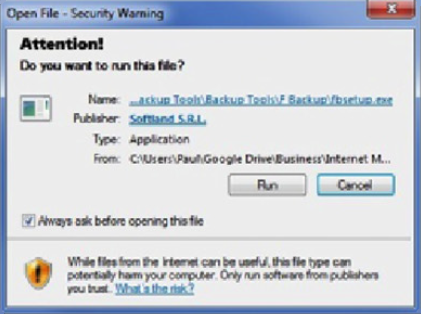 Open File - Security Warning
Attention!
Do you want to run this file?
Name: ...ackup Tools\Backup Tools\F Backup\fbsetup.exe
Publisher: Softland S.R.L.
Type: Application
From: C:\Users\Paul\Google Drive\Business\Internet M...
Run Cancel
Always ask before opening this file
While files from the Internet can be useful, this file type can
potentially harm your computer. Only run software from publishers
you trust. What's the risk?